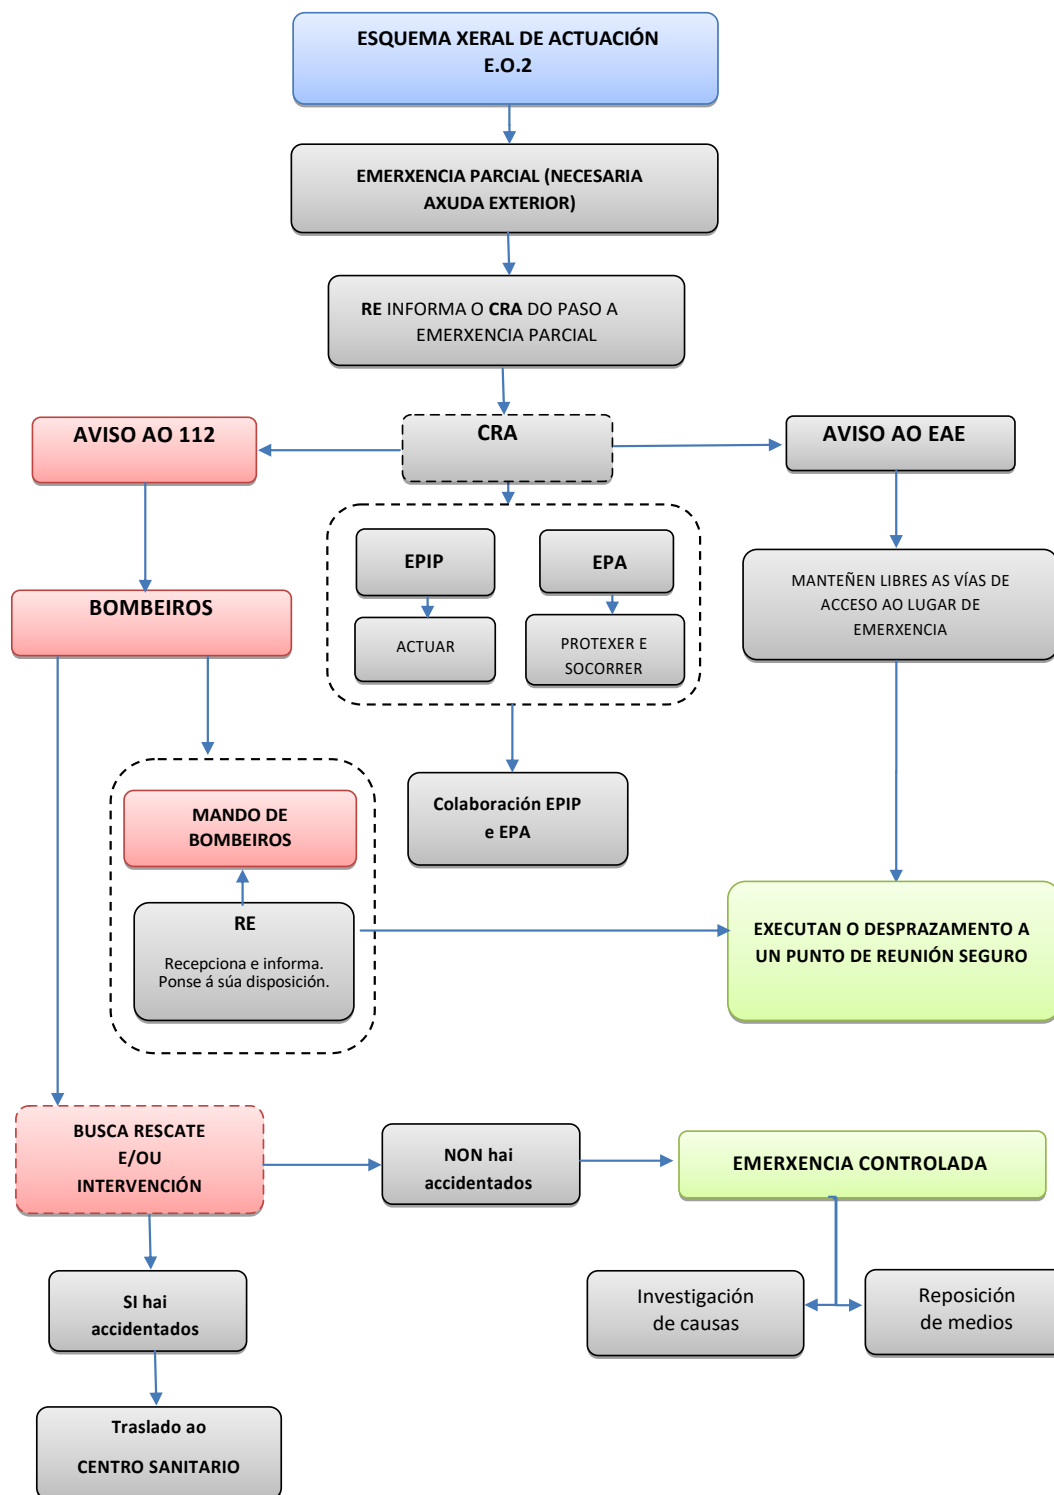 ESQUEMA XERAL DE ACTUACIÓN
E.O.2
EMERXENCIA PARCIAL (NECESARIA
AXUDA EXTERIOR)
RE INFORMA O CRA DO PASO A
EMERXENCIA PARCIAL
AVISO AO 112
CRA
AVISO AO EAE
EPIP
EPA
ACTUAR
PROTEXER E
SOCORRER
MANTEÑEN LIBRES AS VÍAS DE
ACCESO AO LUGAR DE
EMERXENCIA
BOMBEIROS
MANDO DE
BOMBEIROS
Colaboración EPIP
e EPA
RE
Recepciona e informa.
Ponse á súa disposición.
EXECUTAN O DESPRAZAMENTO A
UN PUNTO DE REUNIÓN SEGURO
BUSCA RESCATE
E/OU
INTERVENCIÓN
NON hai
accidentados
EMERXENCIA CONTROLADA
SI hai
accidentados
Investigación
de causas
Reposición
de medios
Traslado ao
CENTRO SANITARIO